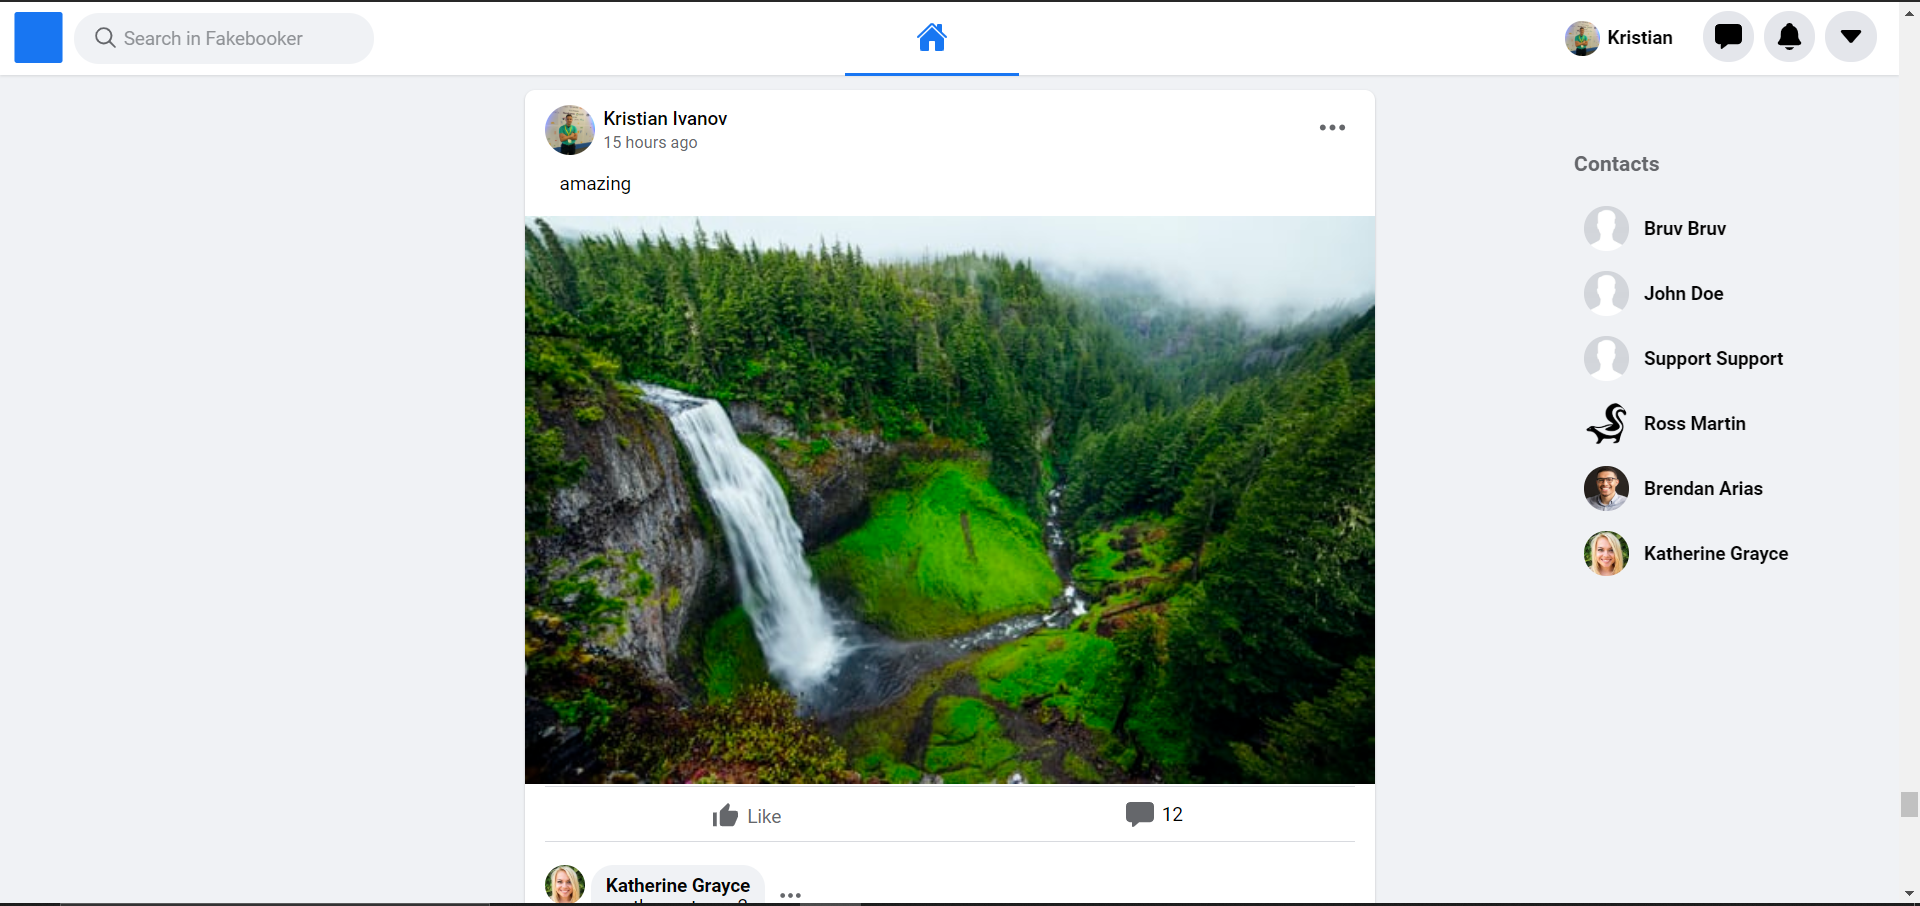 Search in Fakebooker
Kristian
Kristian Ivanov
15 hours ago
amazing
Like
12
Katherine Grayce
Contacts
Bruv Bruv
John Doe
Support Support
Ross Martin
Brendan Arias
Katherine Grayce